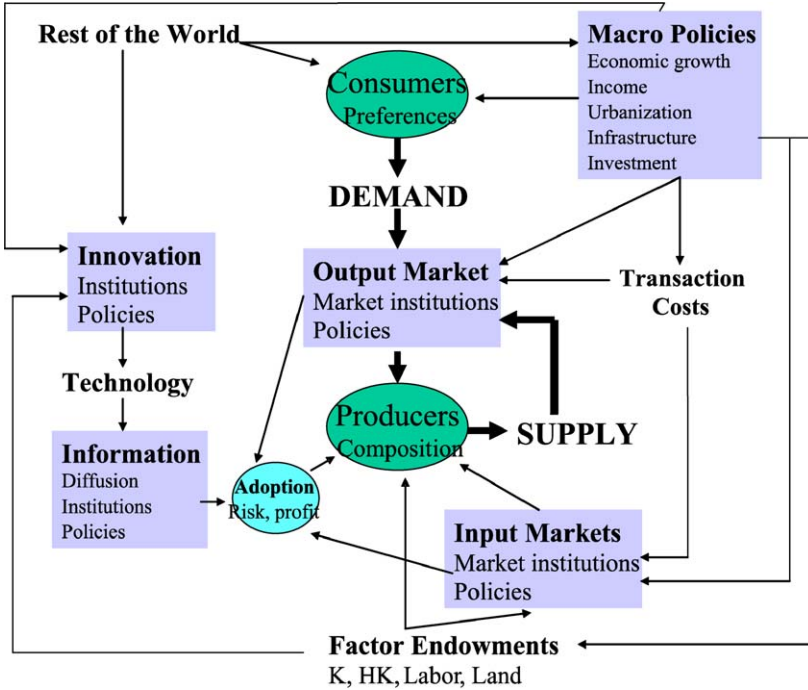 Rest of the World
Macro Policies
Economic growth
Income
Urbanization
Infrastructure
Investment
Consumers
Preferences
DEMAND
Innovation
Institutions
Policies
Output Market
Market institutions
Policies
Transaction
Costs
Technology
Producers
Composition
SUPPLY
Information
Diffusion
Institutions
Policies
Adoption
Risk, profit
Input Markets
Market institutions
Policies
Factor Endowments
K, HK, Labor, Land